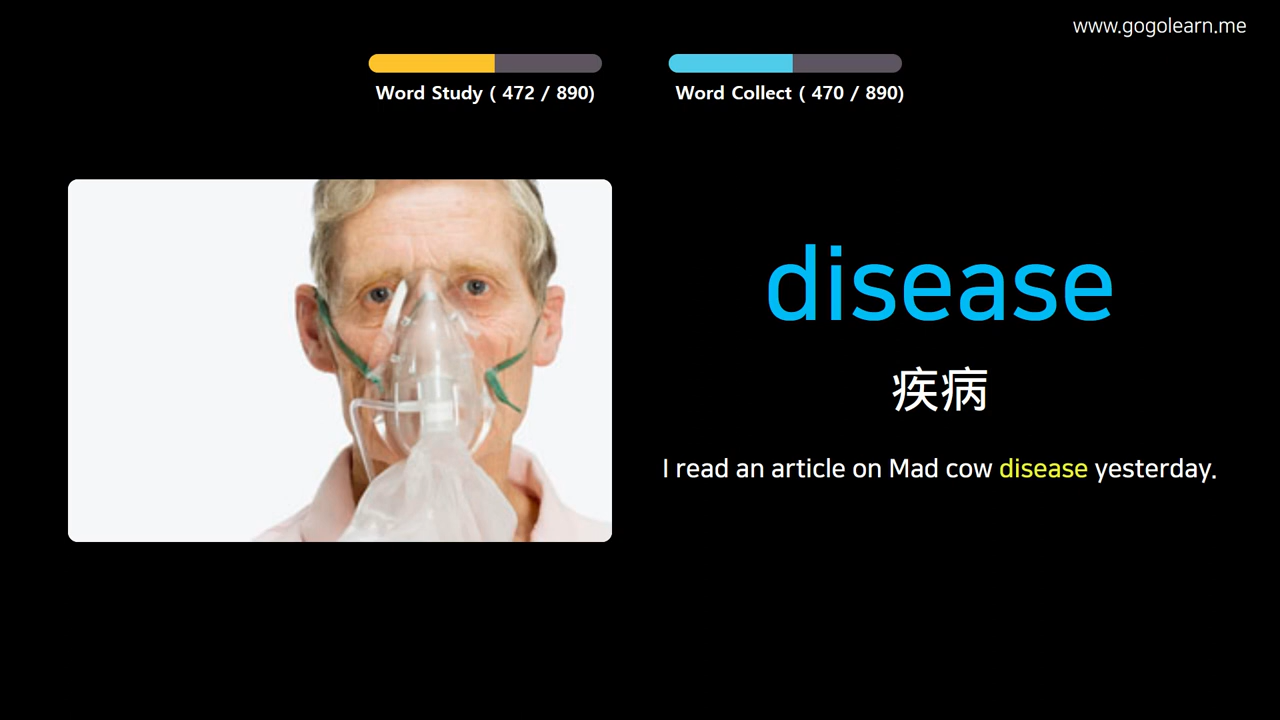 www.gogolearn.me
Word Study ( 472 / 890)
Word Collect ( 470 / 890)
disease
疾病
I read an article on Mad cow disease yesterday.